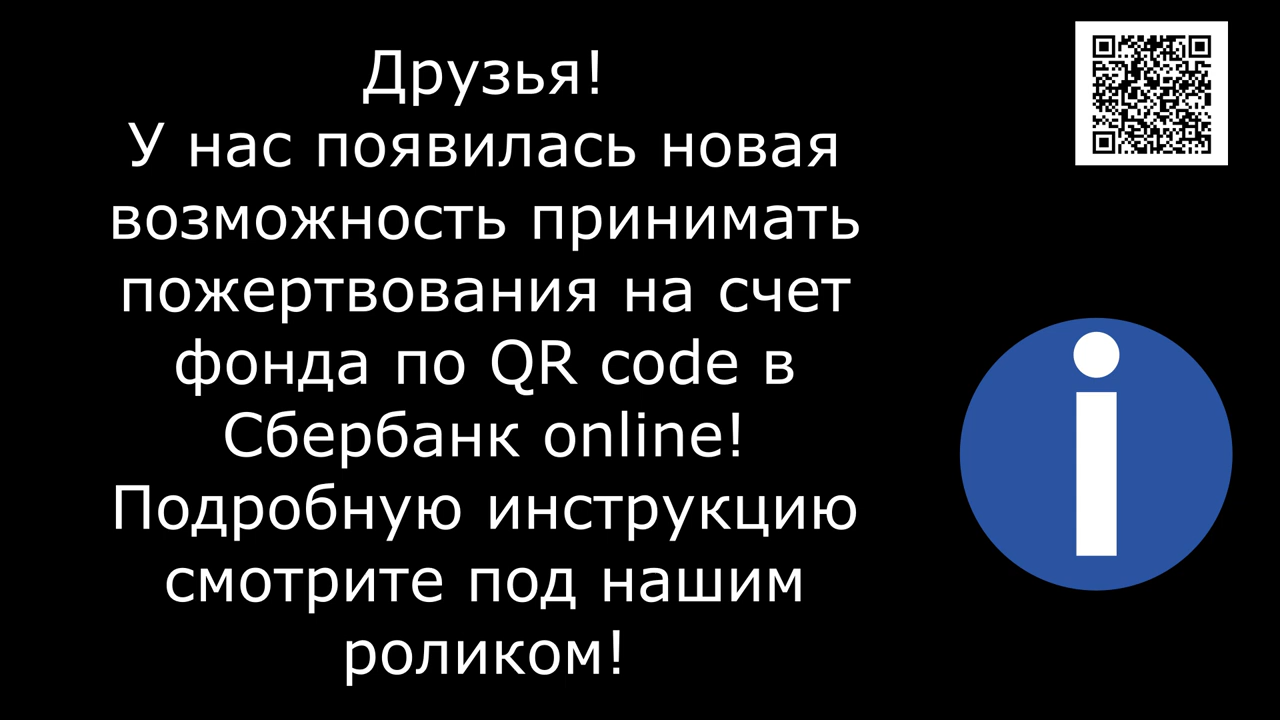 Друзья!
У нас появилась новая
возможность принимать
пожертвования на счет
фонда по QR code в
Сбербанк online!
Подробную инструкцию
смотрите под нашим
роликом!